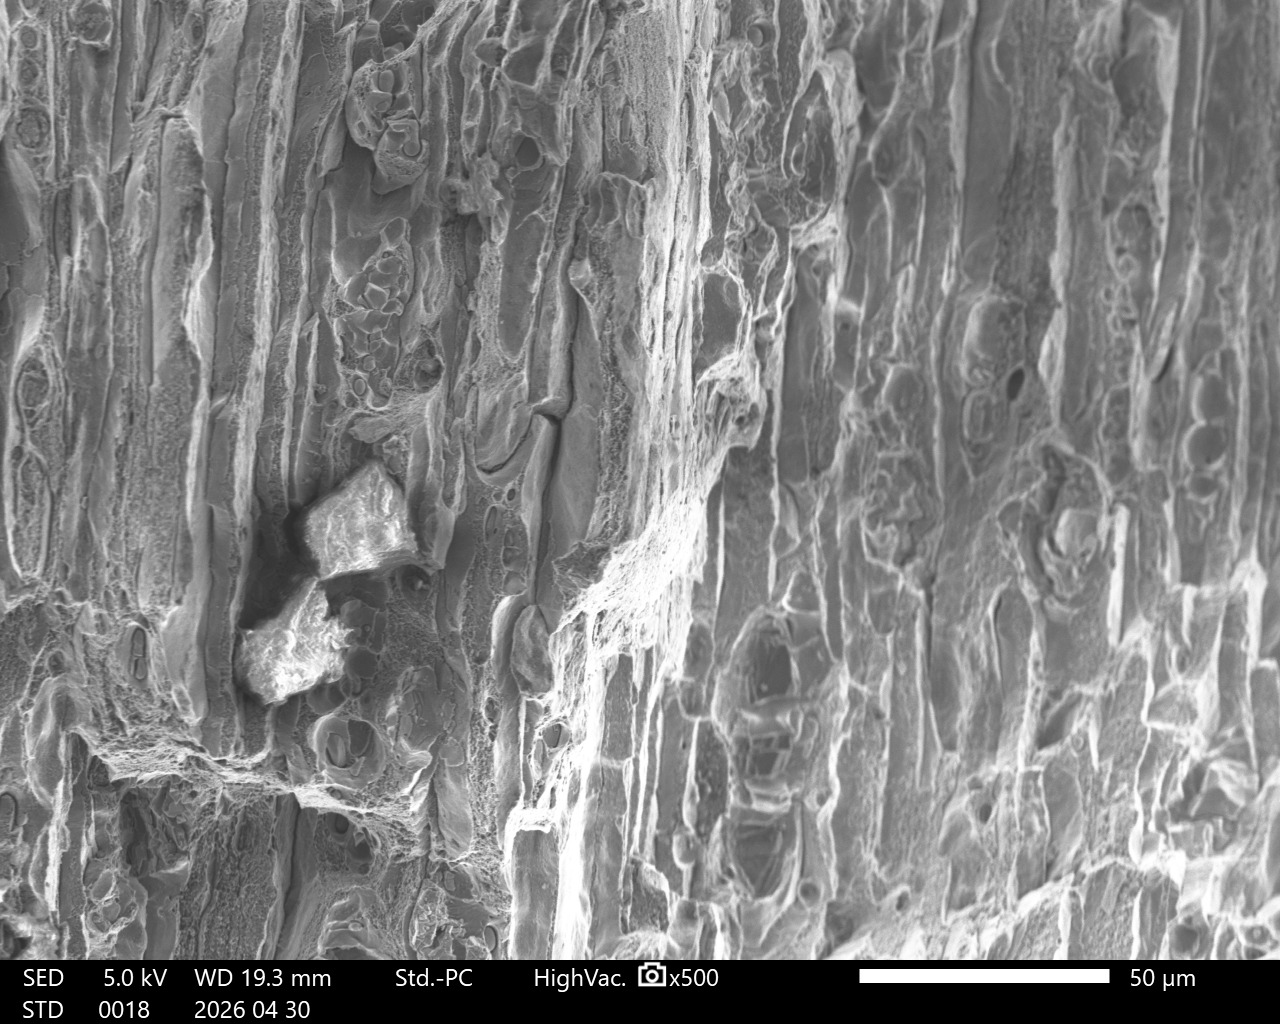 SED 5.0 kV WD 19.3 mm Std.-PC HighVac. x500 50 µm
STD 0018 2026 04 30